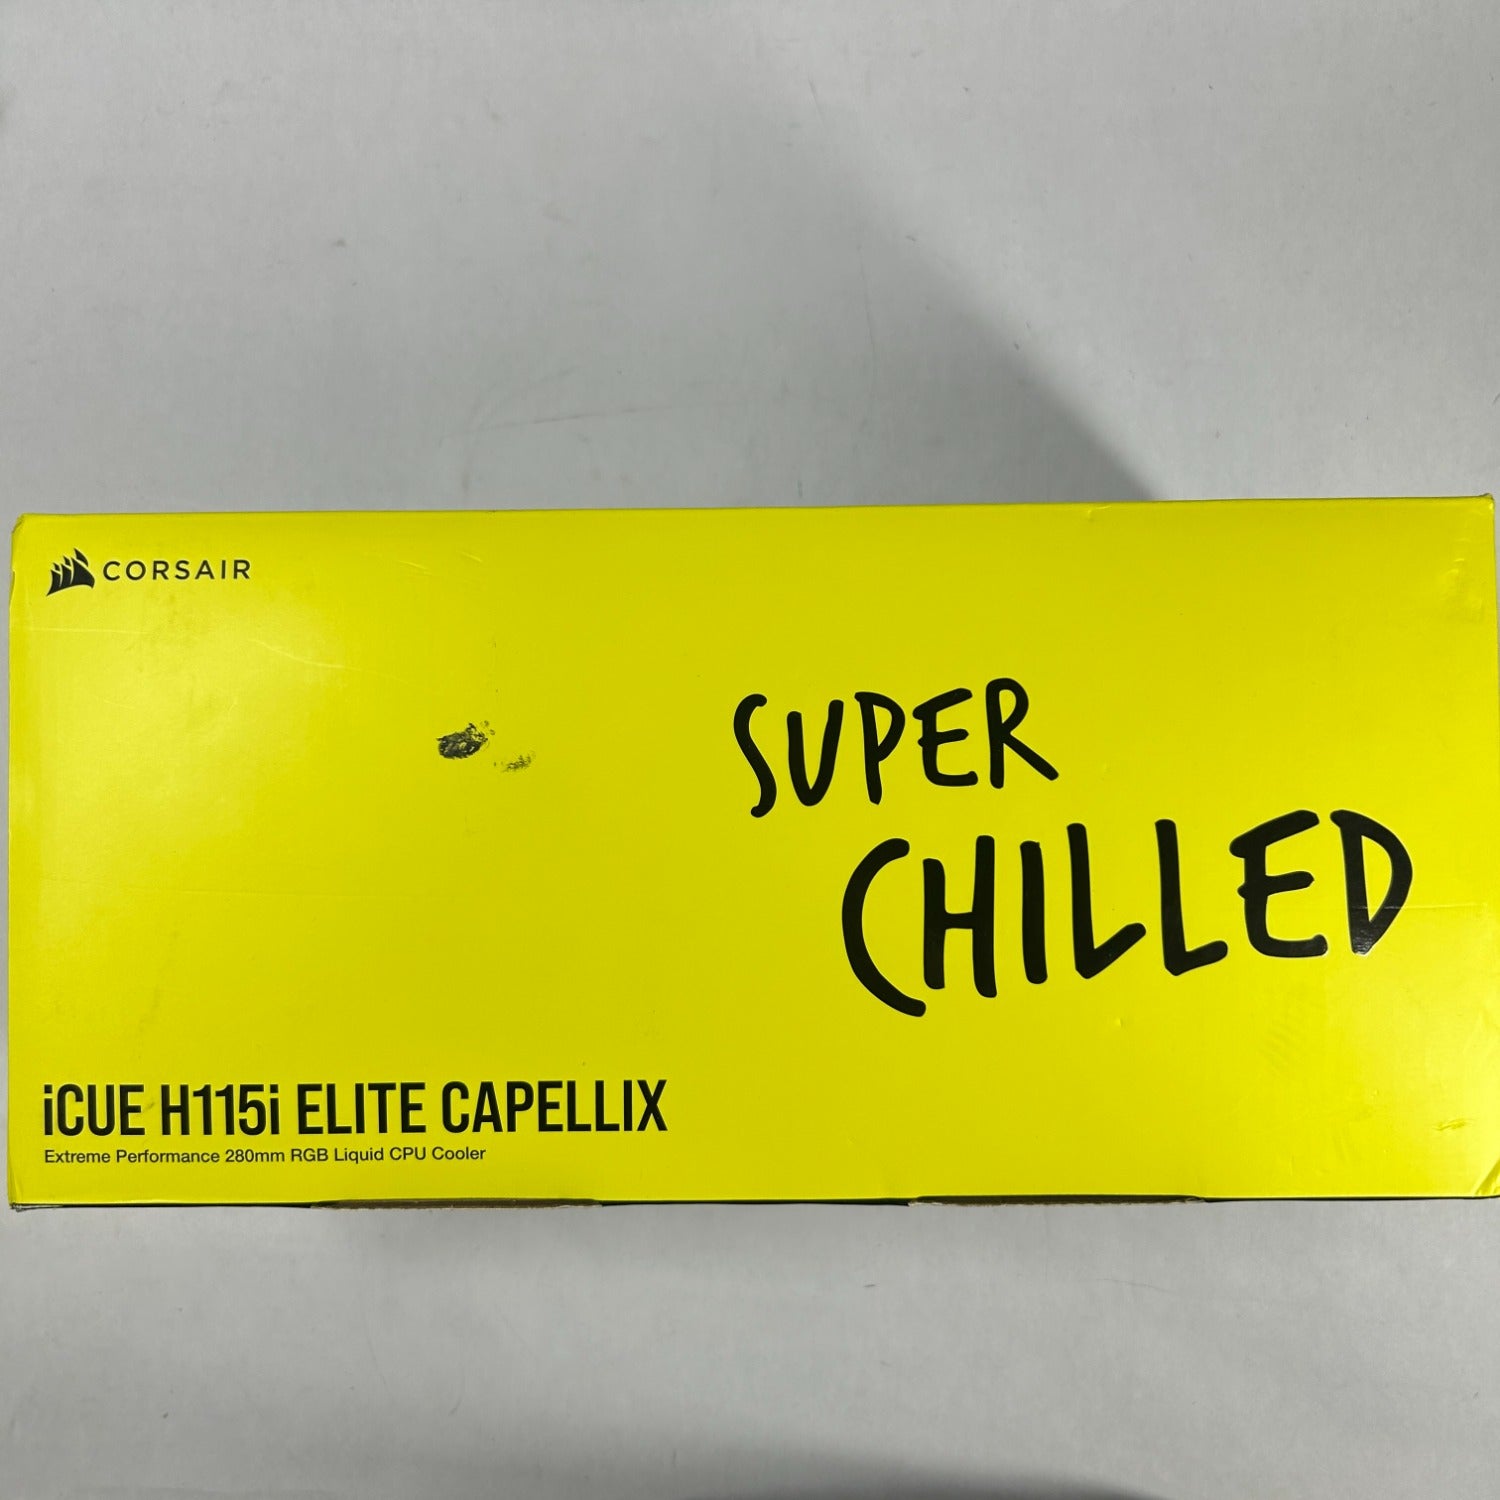 CORSAIR
SUPER
CHILLED
iCUE H115i ELITE CAPELLIX
Extreme Performance 280mm RGB Liquid CPU Cooler